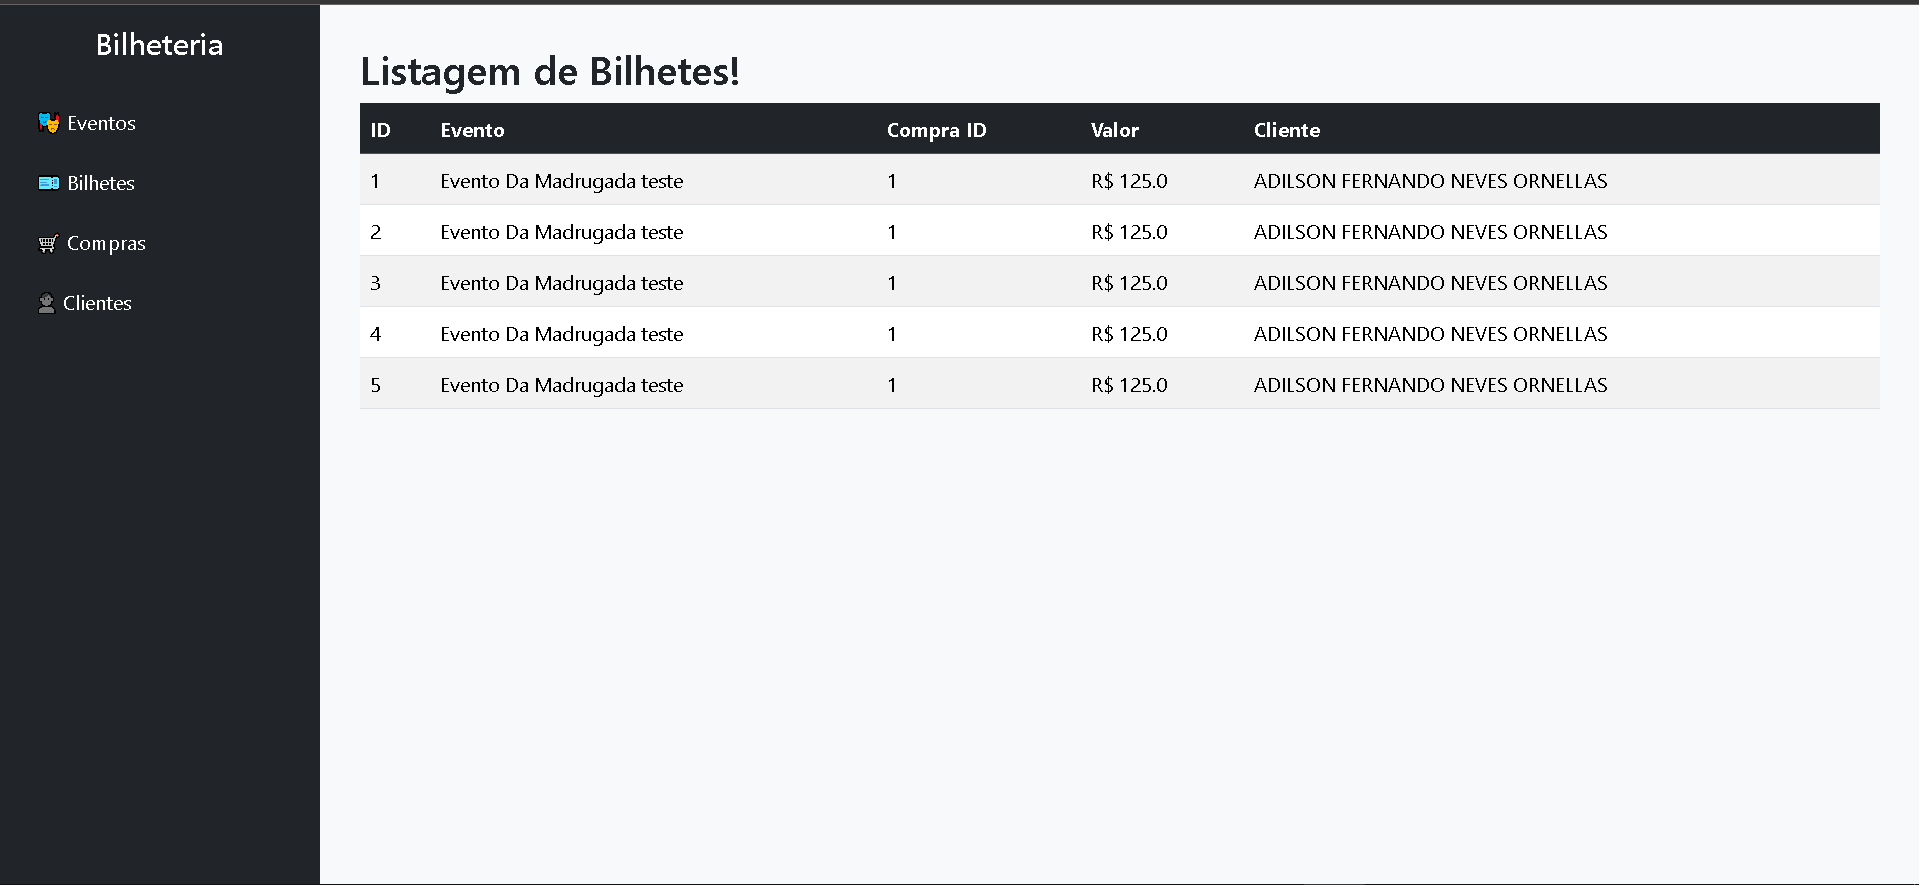 Bilheteria
Eventos
Bilhetes
Compras
Clientes
Listagem de Bilhetes!
ID Evento Compra ID Valor Cliente
1 Evento Da Madrugada teste 1 R$ 125.0 ADILSON FERNANDO NEVES ORNELLAS
2 Evento Da Madrugada teste 1 R$ 125.0 ADILSON FERNANDO NEVES ORNELLAS
3 Evento Da Madrugada teste 1 R$ 125.0 ADILSON FERNANDO NEVES ORNELLAS
4 Evento Da Madrugada teste 1 R$ 125.0 ADILSON FERNANDO NEVES ORNELLAS
5 Evento Da Madrugada teste 1 R$ 125.0 ADILSON FERNANDO NEVES ORNELLAS